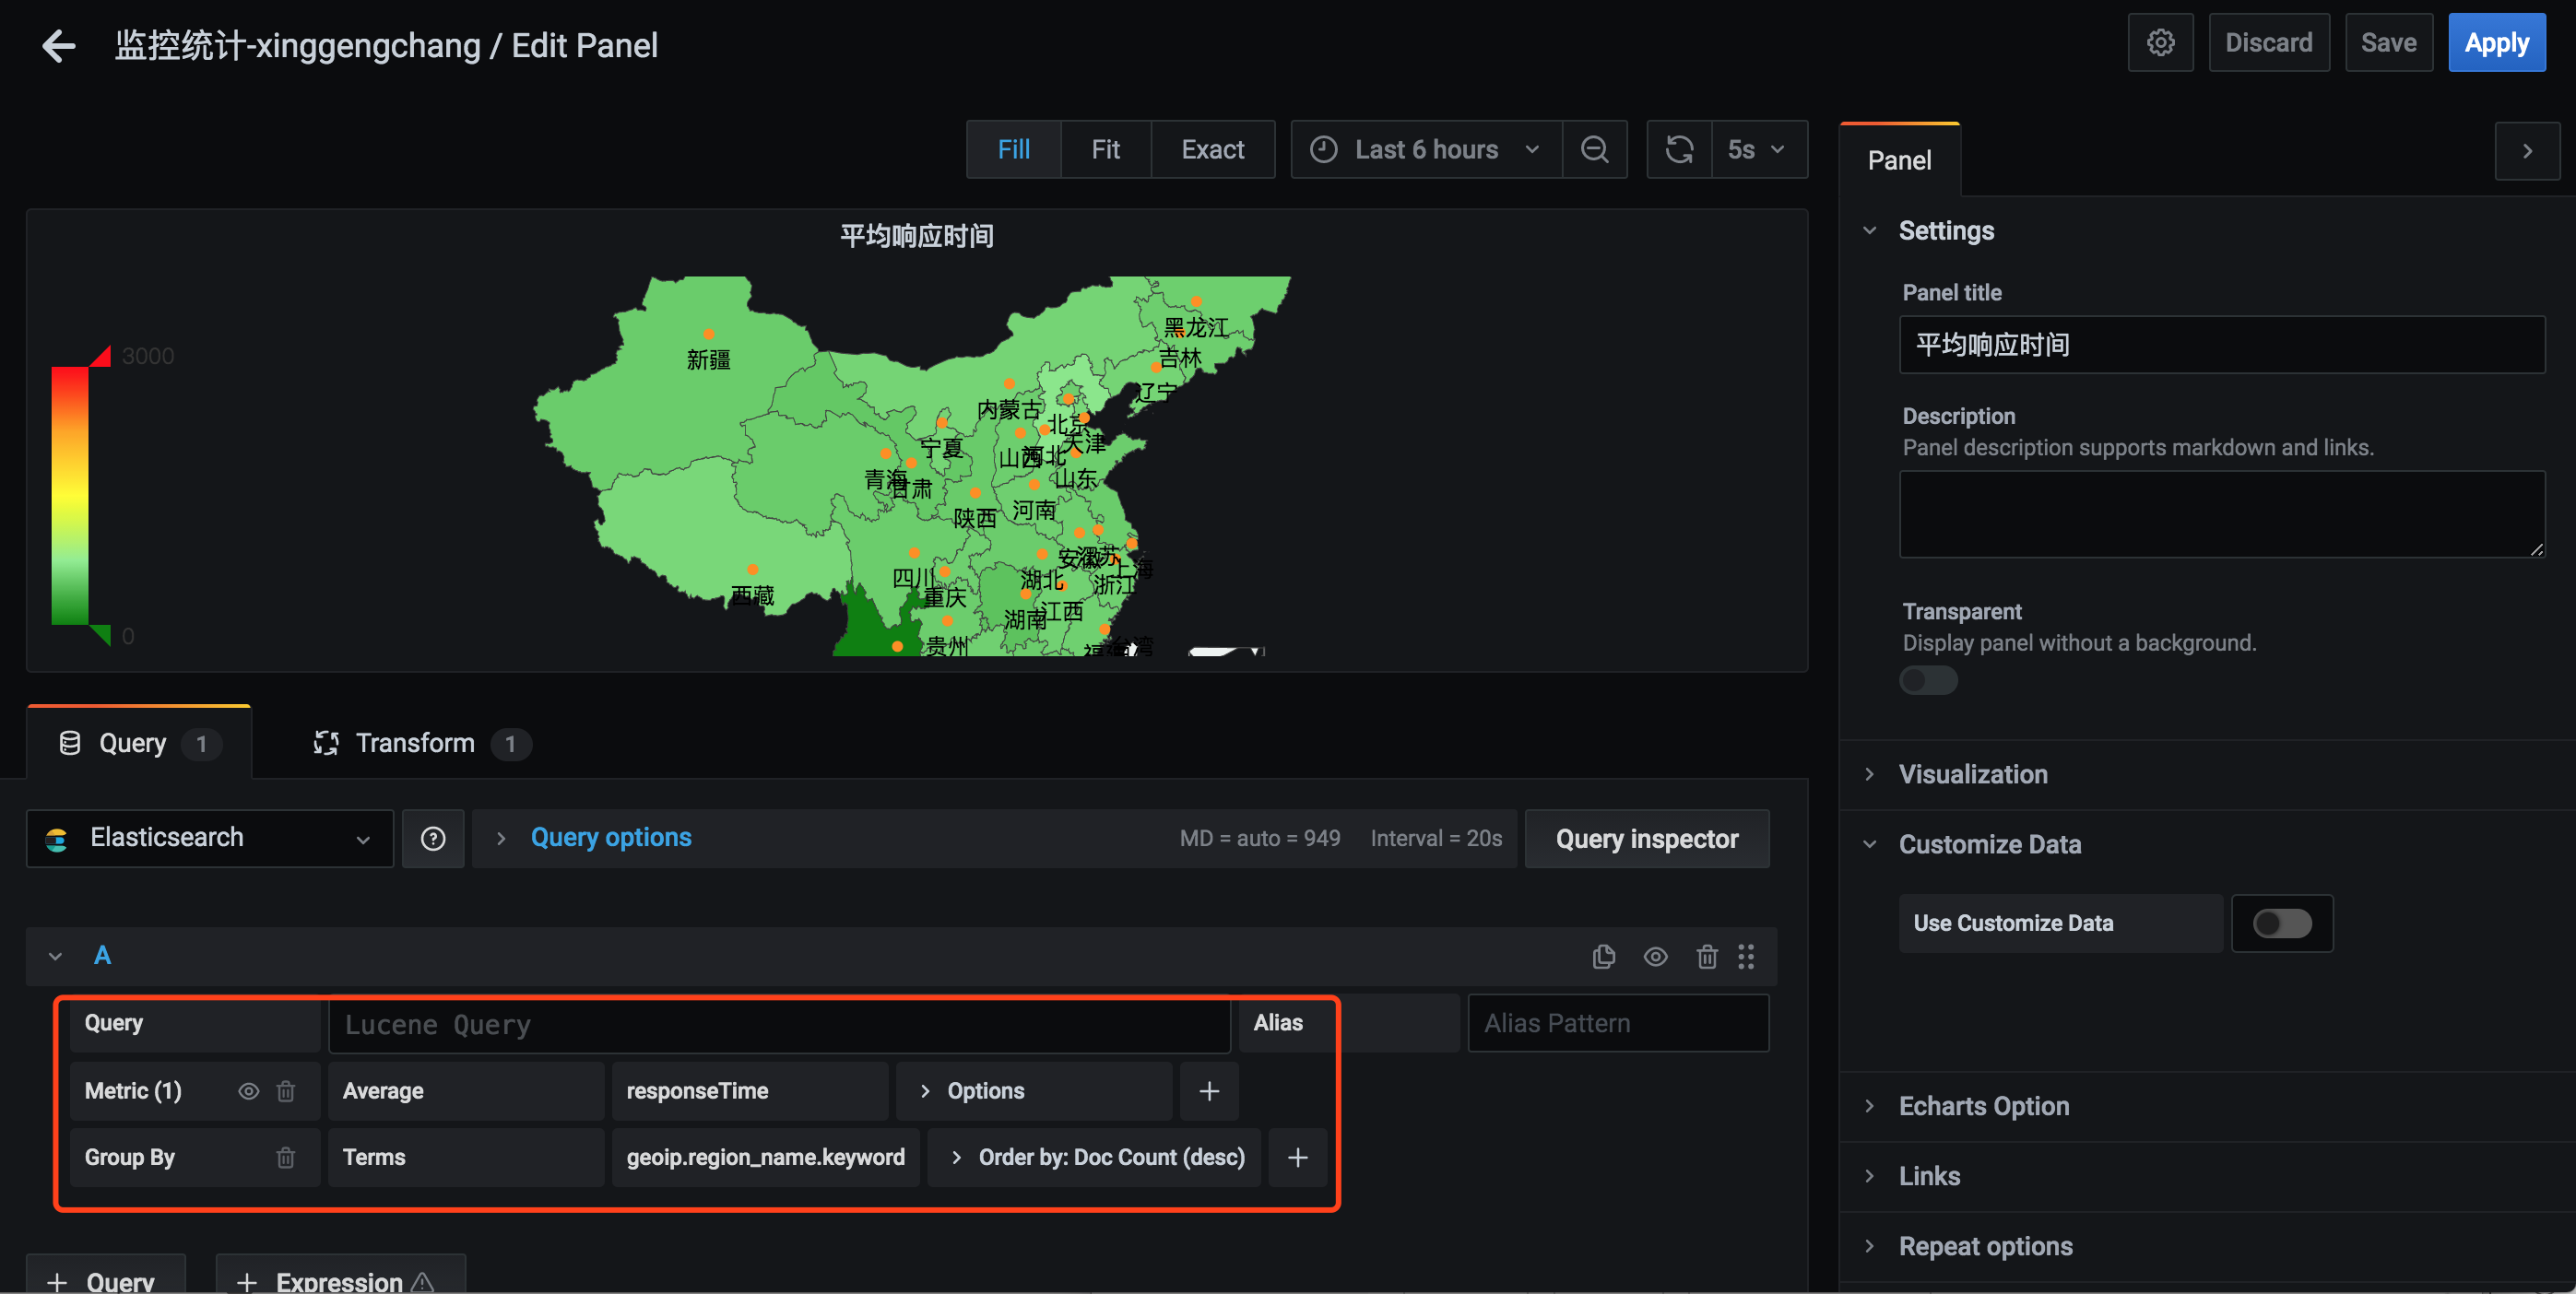 监控统计-xinggengchang / Edit Panel
Discard
Save
Apply
Fill
Fit
Exact
Last 6 hours
5s
Panel
平均响应时间
3000
0
黑龙江
吉林
辽宁
新疆
内蒙古
北京
天津
宁夏
山西
河北
山东
青海
甘肃
河南
陕西
安徽
江苏
上海
四川
湖北
浙江
西藏
重庆
湖南
江西
贵州
福建
台湾
Settings
Panel title
平均响应时间
Description
Panel description supports markdown and links.
Transparent
Display panel without a background.
Visualization
Customize Data
Use Customize Data
Echarts Option
Links
Repeat options
Query 1
Transform 1
Elasticsearch
Query options
MD = auto = 949
Interval = 20s
Query inspector
A
Query
Lucene Query
Alias
Alias Pattern
Metric (1)
Average
responseTime
Options
Group By
Terms
geoip.region_name.keyword
Order by: Doc Count (desc)
+ Query
+ Expression